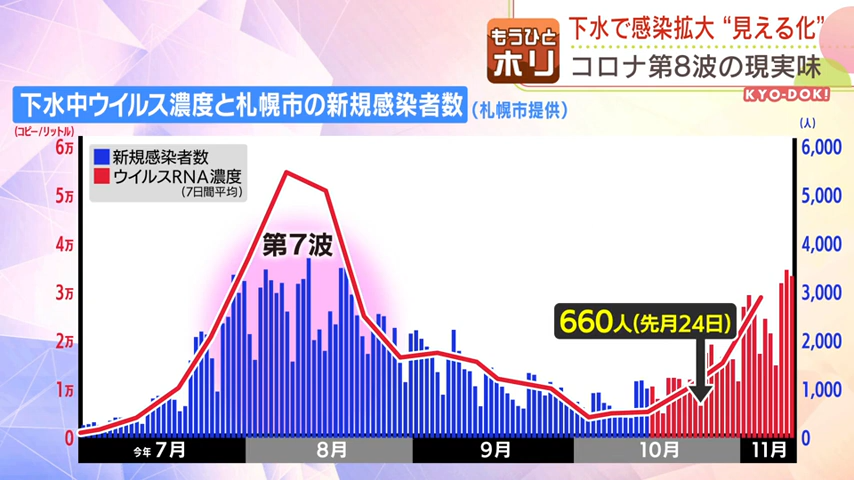 もうひと
ホリ
下水で感染拡大 “見える化”
コロナ第8波の現実味
KYO-DOK!
下水中ウイルス濃度と札幌市の新規感染者数 (札幌市提供)
(コピー/リットル)
(人)
6万
5万
4万
3万
2万
1万
0
6,000
5,000
4,000
3,000
2,000
1,000
0
新規感染者数
ウイルスRNA濃度
(7日間平均)
第7波
660人(先月24日)
今年 7月
8月
9月
10月
11月